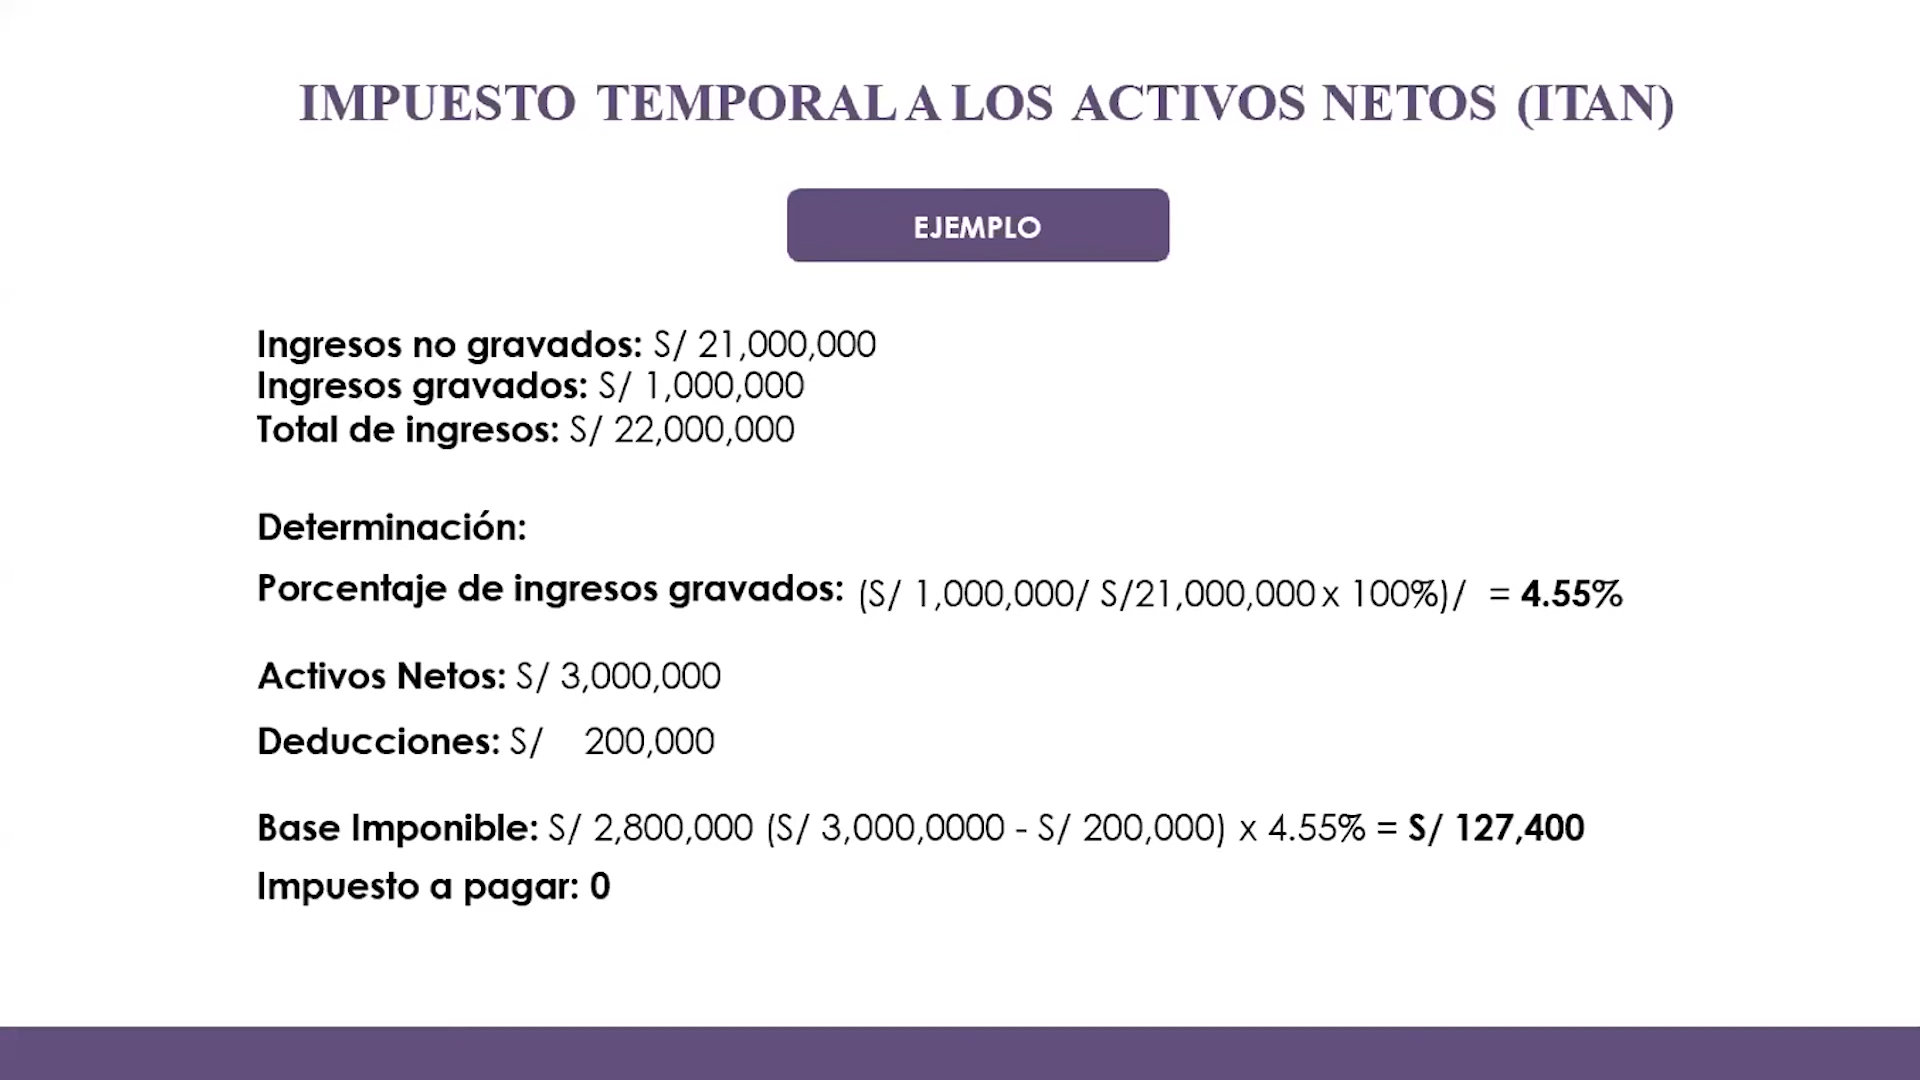 IMPUESTO TEMPORAL A LOS ACTIVOS NETOS (ITAN)
EJEMPLO
Ingresos no gravados: S/ 21,000,000
Ingresos gravados: S/ 1,000,000
Total de ingresos: S/ 22,000,000
Determinación:
Porcentaje de ingresos gravados: (S/ 1,000,000/ S/21,000,000 x 100%)/ = 4.55%
Activos Netos: S/ 3,000,000
Deducciones: S/ 200,000
Base Imponible: S/ 2,800,000 (S/ 3,000,0000 - S/ 200,000) x 4.55% = S/ 127,400
Impuesto a pagar: 0